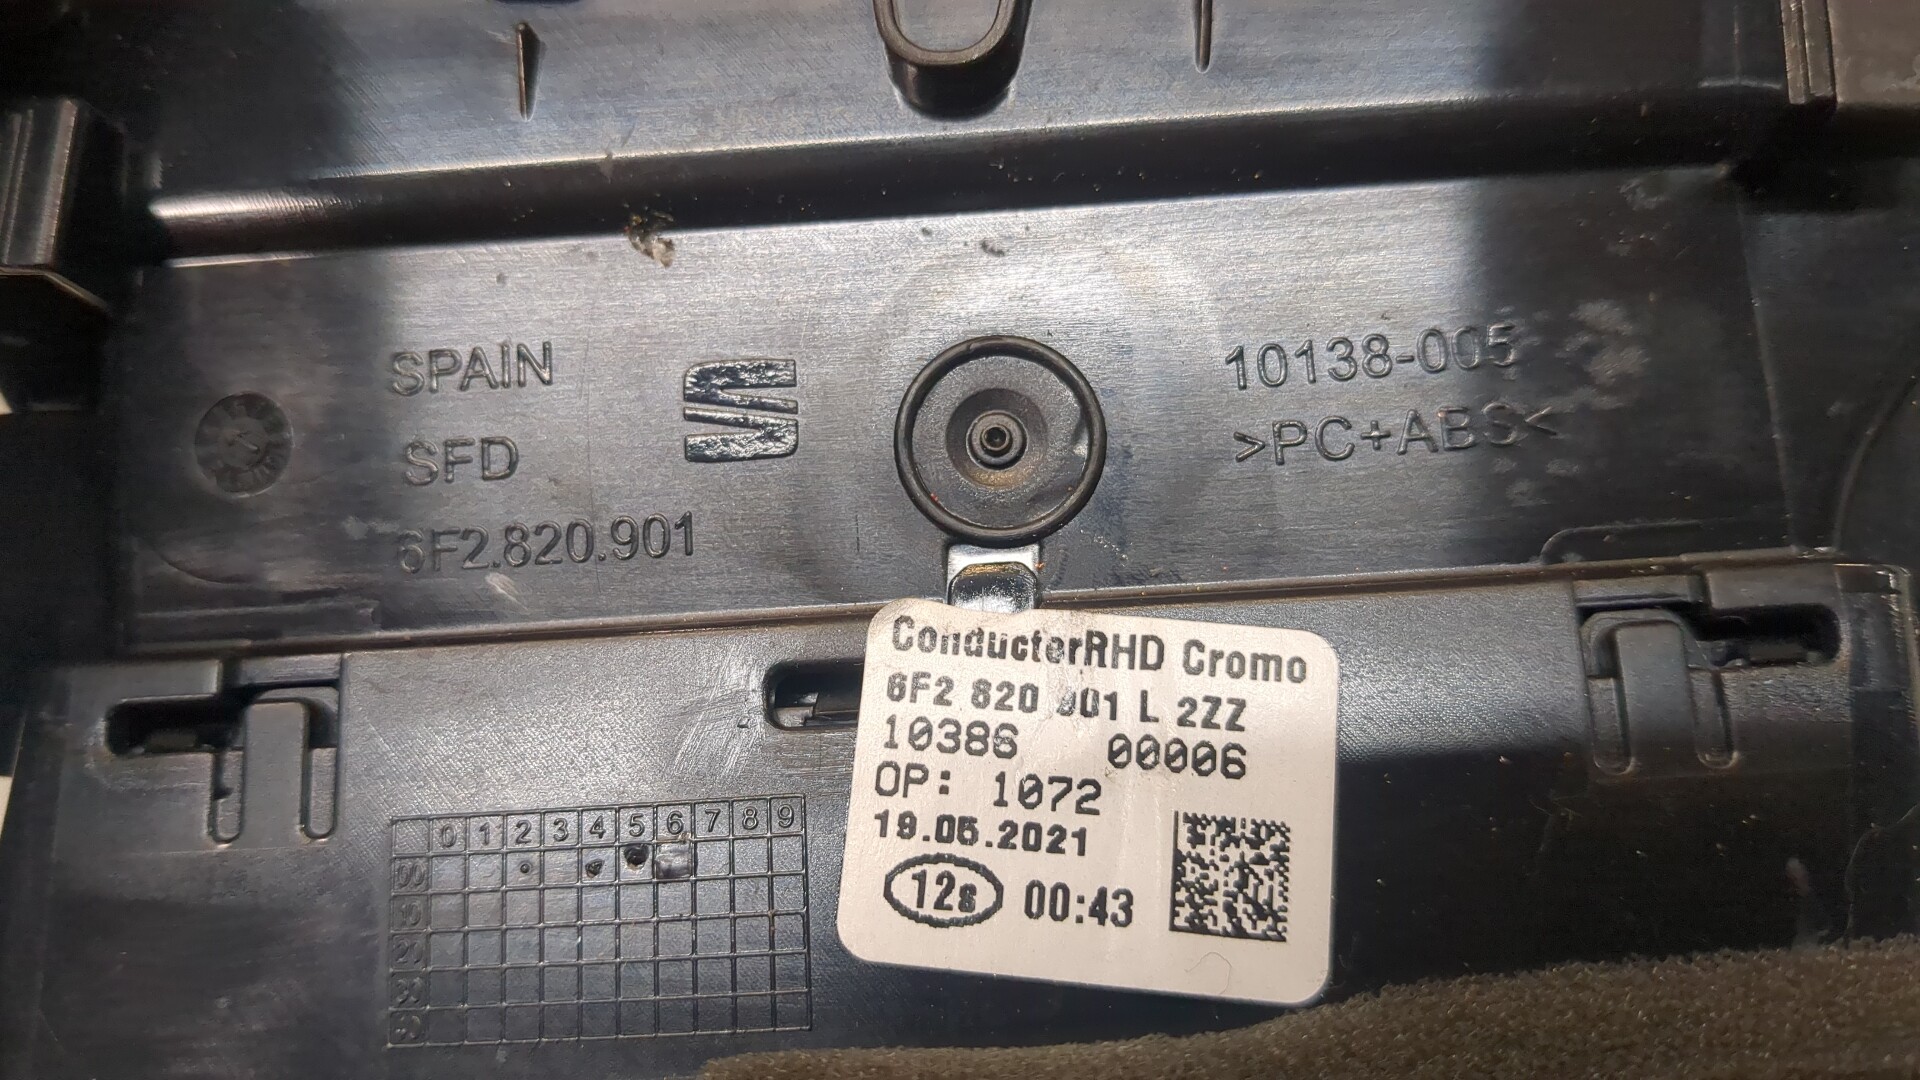 SPAIN
SFD
6F2.820.901
10138-005
>PC+ABS<
ConducterRHD Cromo
6F2 820 901 L 2ZZ
10386 00006
OP: 1072
19.05.2021
12s 00:43
0 1 2 3 4 5 6 7 8 9
00